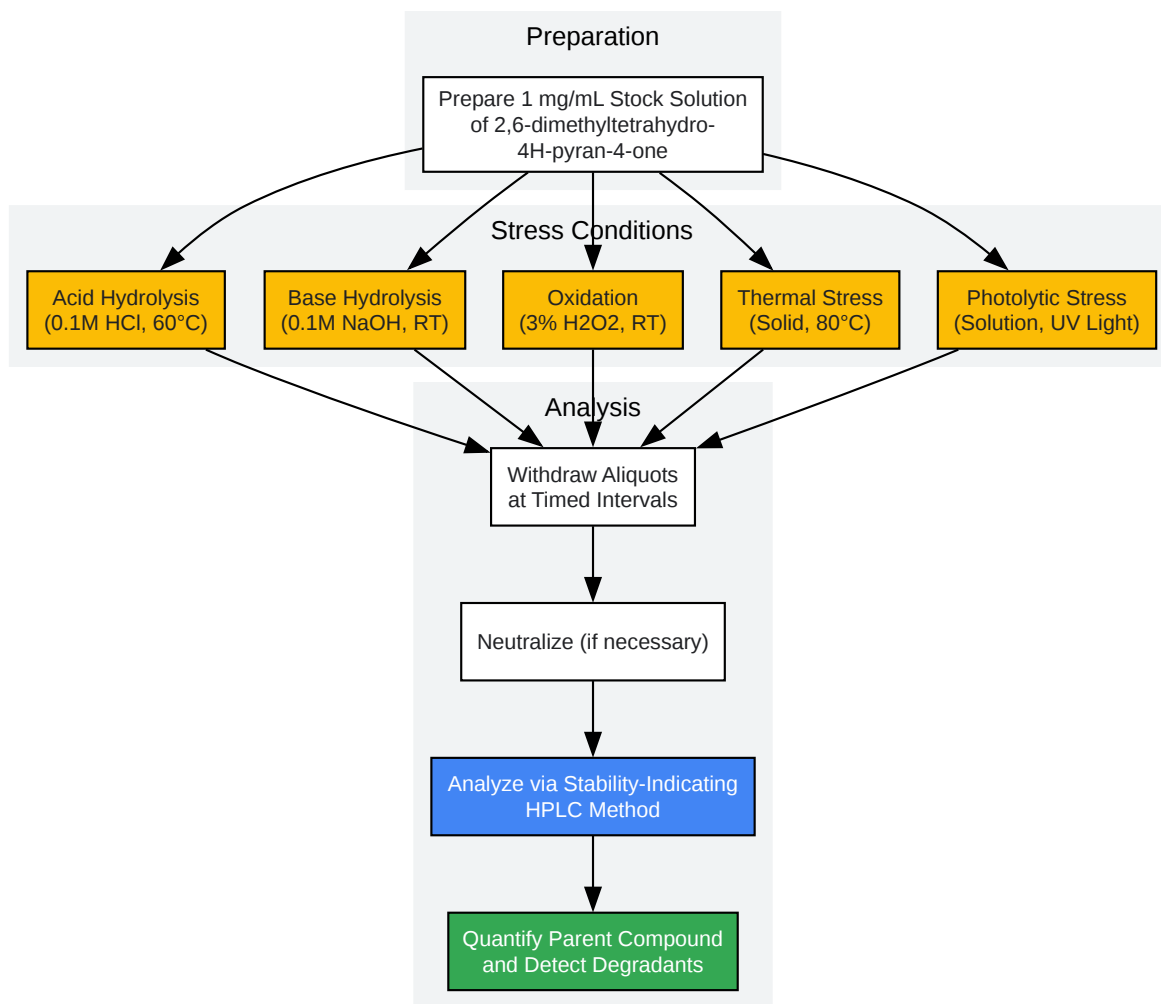 Preparation
Prepare 1 mg/mL Stock Solution
of 2,6-dimethyltetrahydro-
4H-pyran-4-one
Stress Conditions
Acid Hydrolysis
(0.1M HCl, 60°C)
Base Hydrolysis
(0.1M NaOH, RT)
Oxidation
(3% H2O2, RT)
Thermal Stress
(Solid, 80°C)
Photolytic Stress
(Solution, UV Light)
Analysis
Withdraw Aliquots
at Timed Intervals
Neutralize (if necessary)
Analyze via Stability-Indicating
HPLC Method
Quantify Parent Compound
and Detect Degradants